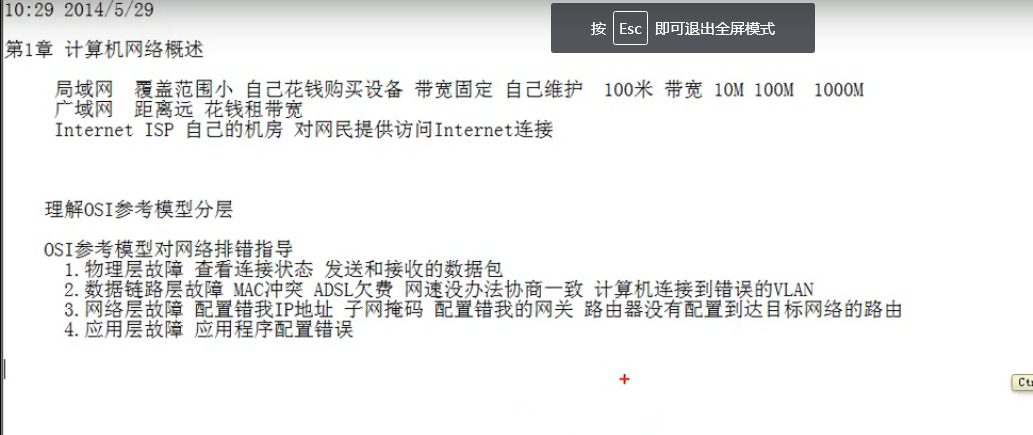 10:29 2014/5/29
按 Esc 即可退出全屏模式
第1章 计算机网络概述
局域网 覆盖范围小 自己花钱购买设备 带宽固定 自己维护 100米 带宽 10M 100M 1000M
广域网 距离远 花钱租带宽
Internet ISP 自己的机房 对网民提供访问Internet连接
理解OSI参考模型分层
OSI参考模型对网络排错指导
1.物理层故障 查看连接状态 发送和接收的数据包
2.数据链路层故障 MAC冲突 ADSL欠费 网速没办法协商一致 计算机连接到错误的VLAN
3.网络层故障 配置错我IP地址 子网掩码 配置错我的网关 路由器没有配置到达目标网络的路由
4.应用层故障 应用程序配置错误